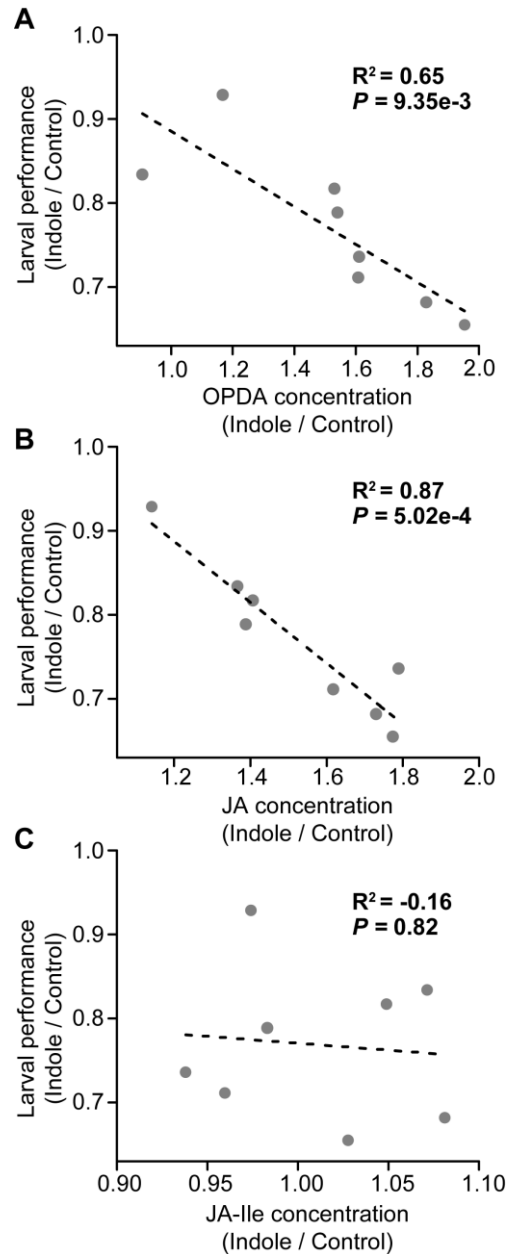 A
Larval performance
(Indole / Control)
1.0
0.9
0.8
0.7
R² = 0.65
P = 9.35e-3
1.0 1.2 1.4 1.6 1.8 2.0
OPDA concentration
(Indole / Control)
B
Larval performance
(Indole / Control)
1.0
0.9
0.8
0.7
R² = 0.87
P = 5.02e-4
1.2 1.4 1.6 1.8 2.0
JA concentration
(Indole / Control)
C
Larval performance
(Indole / Control)
1.0
0.9
0.8
0.7
R² = -0.16
P = 0.82
0.90 0.95 1.00 1.05 1.10
JA-Ile concentration
(Indole / Control)